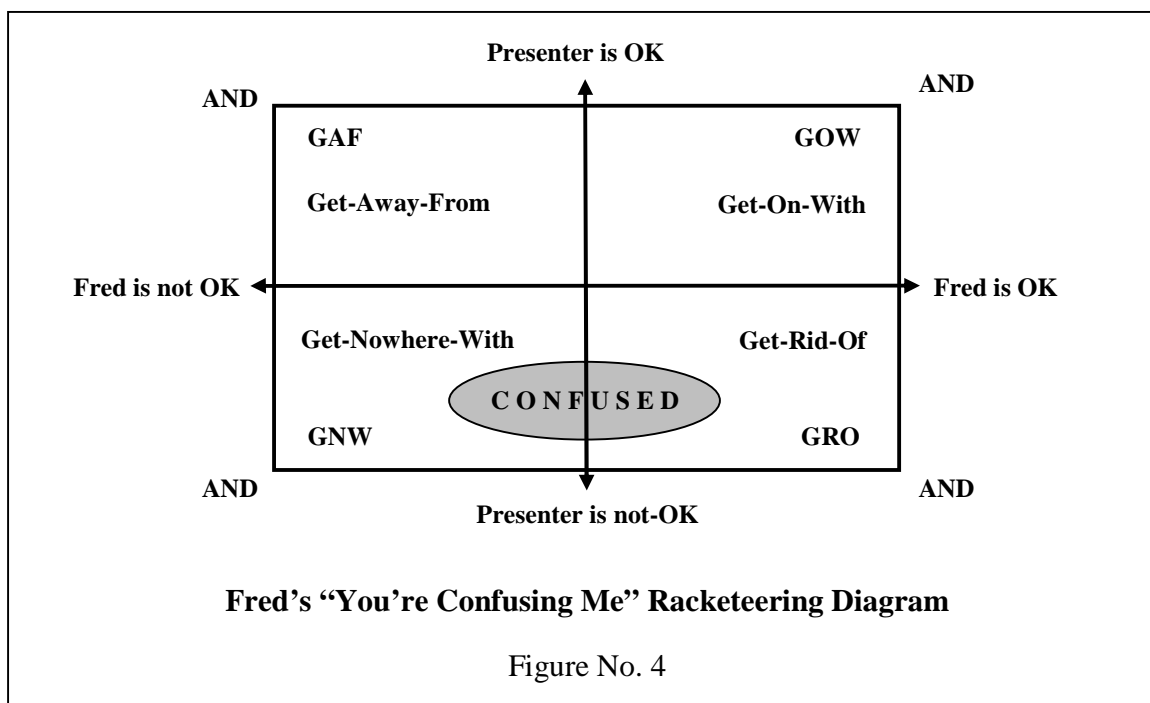 Presenter is OK
AND
AND
GAF
GOW
Get-Away-From
Get-On-With
Fred is not OK
Fred is OK
Get-Nowhere-With
Get-Rid-Of
C O N F U S E D
GNW
GRO
AND
AND
Presenter is not-OK
Fred’s “You're Confusing Me” Racketeering Diagram
Figure No. 4